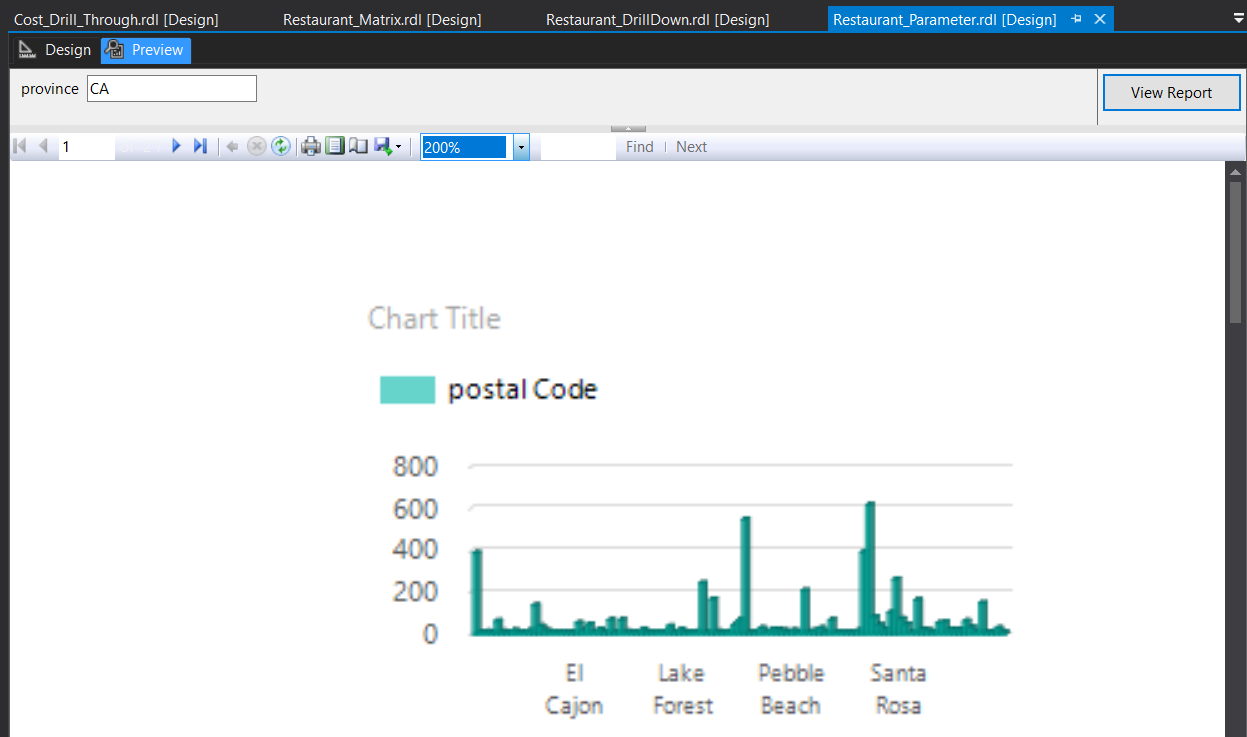 Cost_Drill_Through.rdl [Design] Restaurant_Matrix.rdl [Design] Restaurant_DrillDown.rdl [Design] Restaurant_Parameter.rdl [Design]
Design Preview
province CA View Report
1 200% Find Next
Chart Title
postal Code
800
600
400
200
0
El Lake Pebble Santa
Cajon Forest Beach Rosa